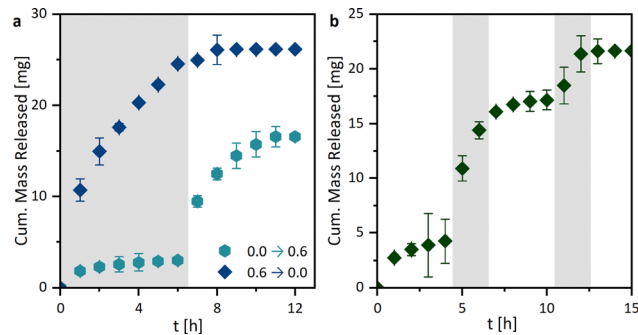 a
Cum. Mass Released [mg]
30
20
10
0
0.0 → 0.6
0.6 → 0.0
0 4 8 12
t [h]
b
Cum. Mass Released [mg]
25
20
15
10
5
0
0 5 10 15
t [h]